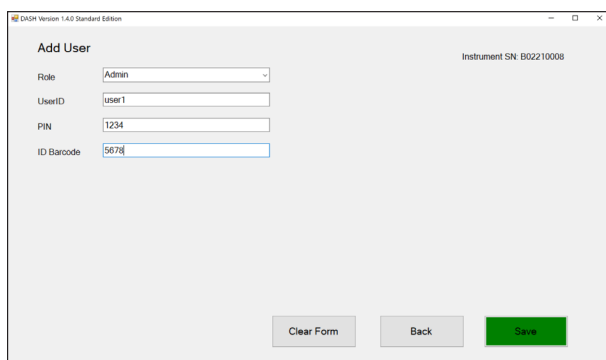 DASH Version 1.4.0 Standard Edition
Add User
Instrument SN: B02210008
Role Admin
UserID user1
PIN 1234
ID Barcode 5678
Clear Form Back Save